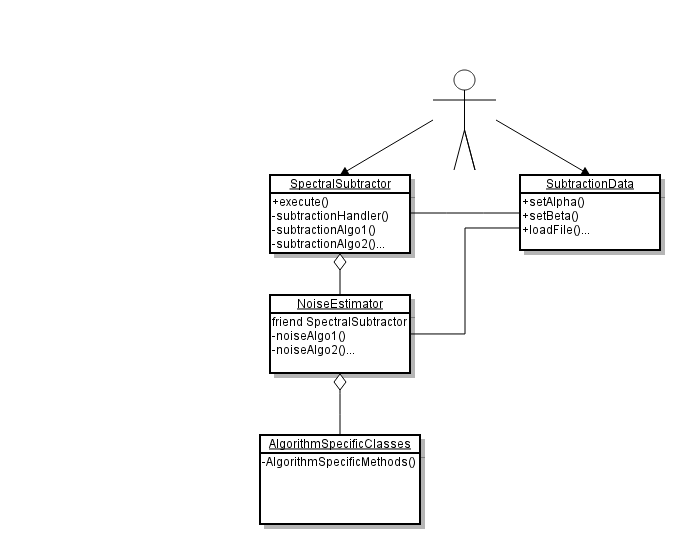 SpectralSubtractor
+execute()
-subtractionHandler()
-subtractionAlgo1()
-subtractionAlgo2()...
SubtractionData
+setAlpha()
+setBeta()
+loadFile()...
NoiseEstimator
friend SpectralSubtractor
-noiseAlgo1()
-noiseAlgo2()...
AlgorithmSpecificClasses
-AlgorithmSpecificMethods()